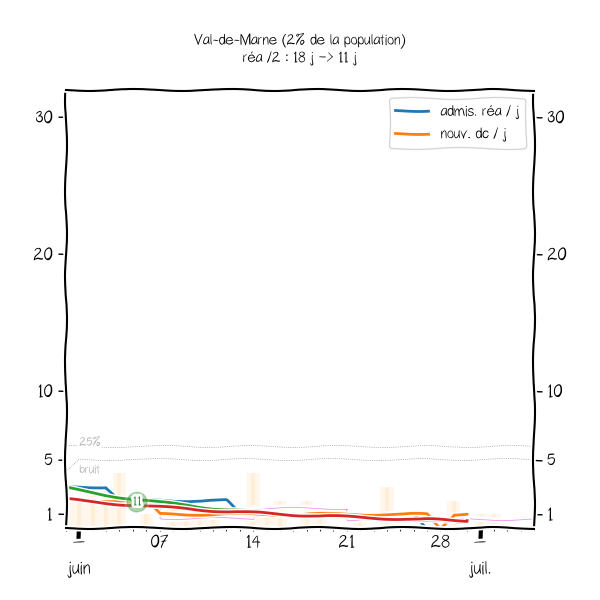 Val-de-Marne (2% de la population)
réa /2 : 18 j -> 11 j
admis. réa / j
nouv. dc / j
30 30
20 20
10 10
25%
5 5
bruit
11
1 1
07 14 21 28
juin juil.